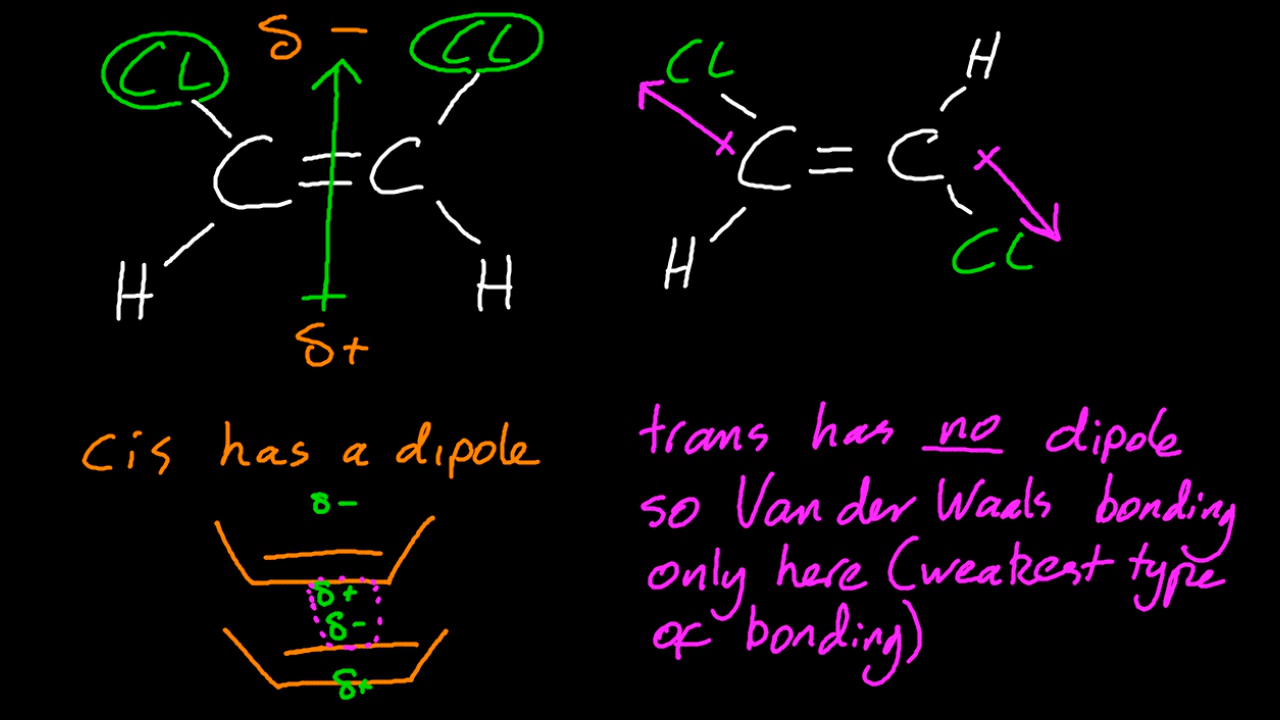 δ -
CL CL
C = C
H H
δ+
CL H
C = C
H CL
cis has a dipole
δ-
δ+
δ-
δ+
trans has no dipole
so Van der Waals bonding
only here (weakest type
of bonding)